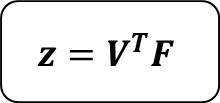 z = V^T F